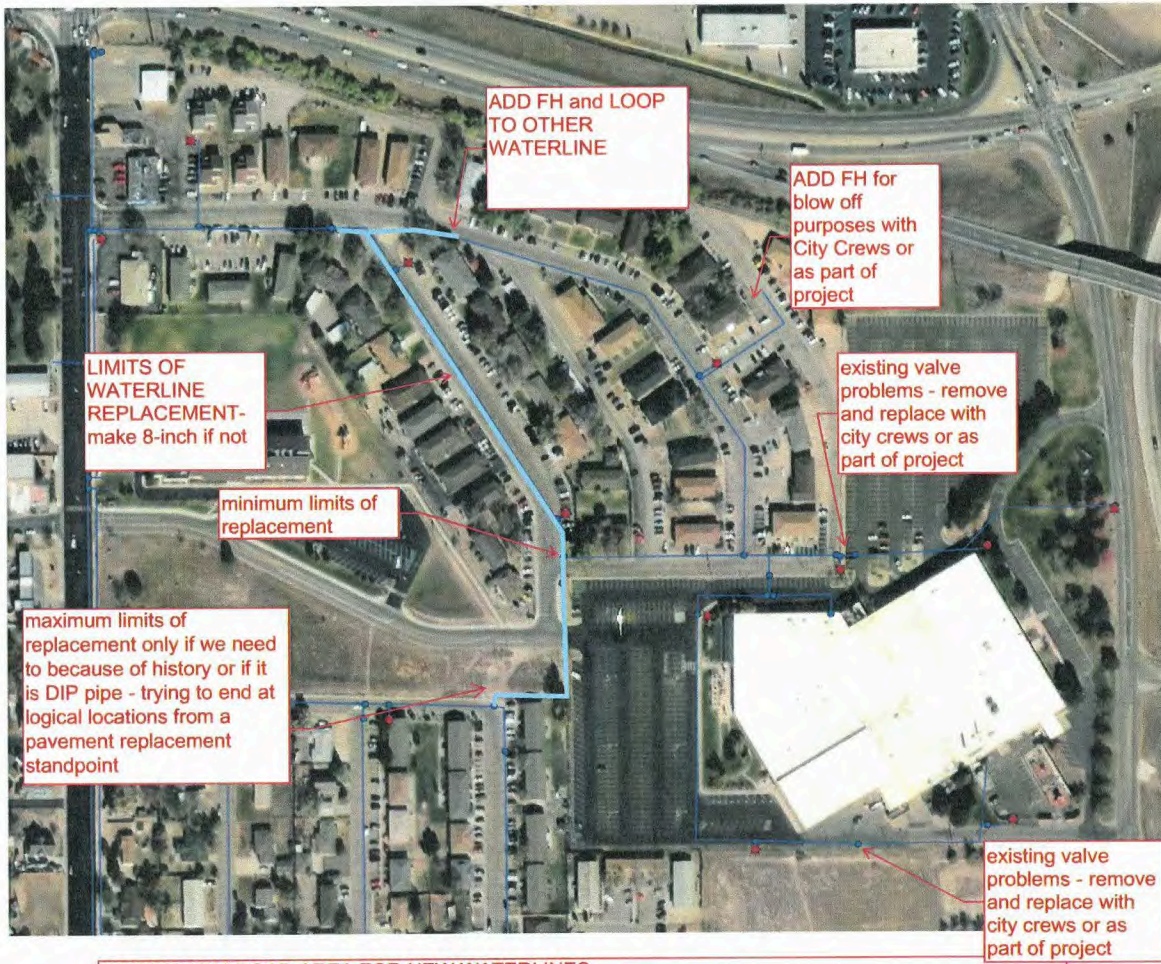 ADD FH and LOOP
TO OTHER
WATERLINE
ADD FH for
blow off
purposes with
City Crews or
as part of
project
LIMITS OF
WATERLINE
REPLACEMENT-
make 8-inch if not
existing valve
problems - remove
and replace with
city crews or as
part of project
minimum limits of
replacement
maximum limits of
replacement only if we need
to because of history or if it
is DIP pipe - trying to end at
logical locations from a
pavement replacement
standpoint
existing valve
problems - remove
and replace with
city crews or as
part of project